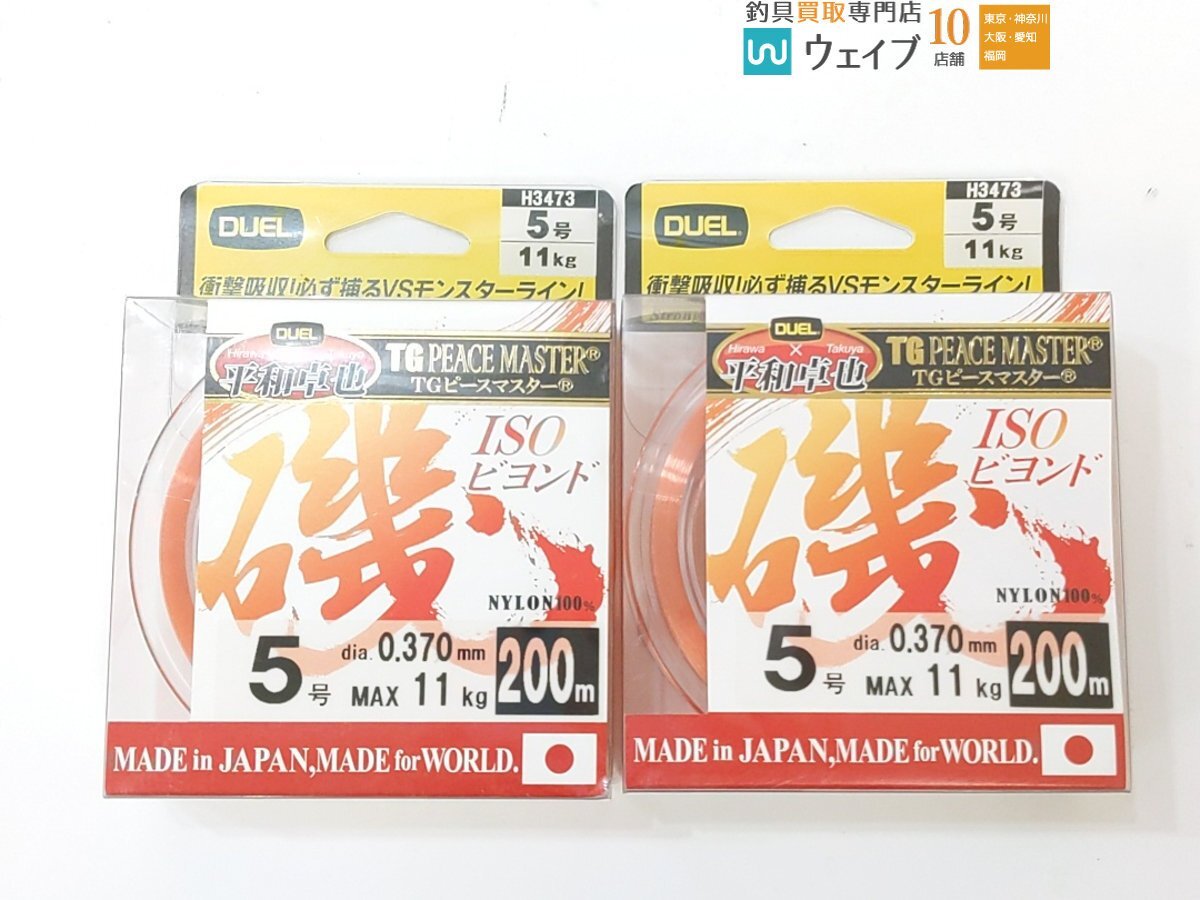 釣具買取専門店
ウェイブ
10
店舗
東京・神奈川
大阪・愛知
福岡
DUEL
H3473
5号
11kg
衝撃吸収!必ず捕るVSモンスターライン!
DUEL
平和卓也
TG PEACE MASTER®
TGピースマスター®
磯
ISO
ビヨンド
NYLON100%
5号
dia. 0.370 mm
MAX 11 kg
200m
MADE in JAPAN,MADE for WORLD.
DUEL
H3473
5号
11kg
衝撃吸収!必ず捕るVSモンスターライン!
DUEL
Hirawa × Takuya
平和卓也
TG PEACE MASTER®
TGピースマスター®
磯
ISO
ビヨンド
NYLON100%
5号
dia. 0.370 mm
MAX 11 kg
200m
MADE in JAPAN,MADE for WORLD.